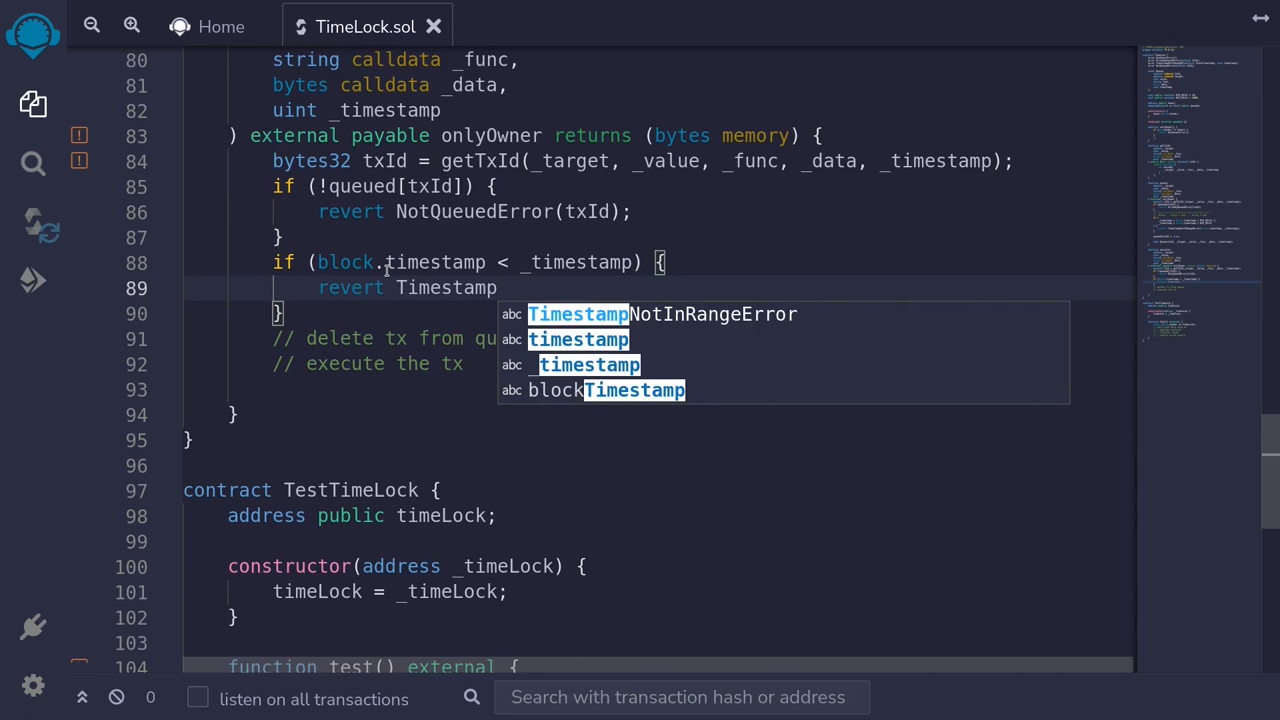 Home
TimeLock.sol
80 string calldata _func,
81 bytes calldata _data,
82 uint _timestamp
83 ) external payable onlyOwner returns (bytes memory) {
84 bytes32 txId = getTxId(_target, _value, _func, _data, _timestamp);
85 if (!queued[txId]) {
86 revert NotQueuedError(txId);
87 }
88 if (block.timestamp < _timestamp) {
89 revert Timestamp
abc TimestampNotInRangeError
90 }
abc timestamp
91 // delete tx from qu
abc _timestamp
92 // execute the tx
abc blockTimestamp
93
94 }
95 }
96
97 contract TestTimeLock {
98 address public timeLock;
99
100 constructor(address _timeLock) {
101 timeLock = _timeLock;
102 }
103
104 function test() external {
0
listen on all transactions
Search with transaction hash or address